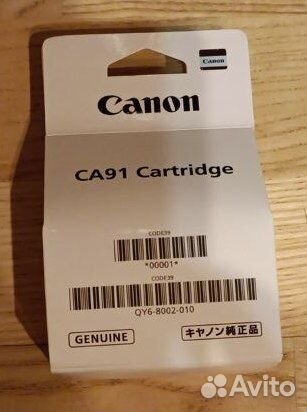 Canon
Canon
CA91 Cartridge
CODE39
*00001*
CODE39
QY6-8002-010
GENUINE
キヤノン純正品
Avito